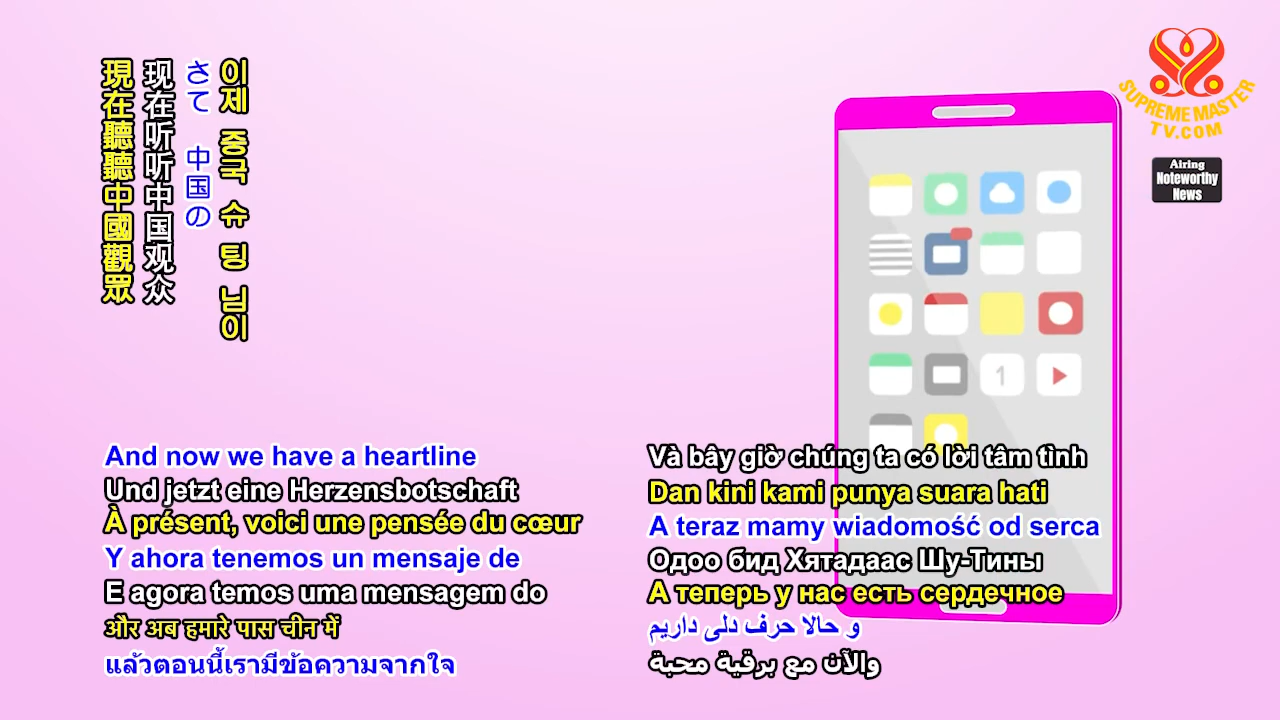 現在聽聽中國觀眾
现在听听中国观众
さて 中国の
이제 중국 슈 팅 님이
SUPREME MASTER
TV.COM
Airing
Noteworthy
News
1
And now we have a heartline
Und jetzt eine Herzensbotschaft
À présent, voici une pensée du cœur
Y ahora tenemos un mensaje de
E agora temos uma mensagem do
और अब हमारे पास चीन में
แล้วตอนนี้เรามีข้อความจากใจ
Và bây giờ chúng ta có lời tâm tình
Dan kini kami punya suara hati
A teraz mamy wiadomość od serca
Одоо бид Хятадаас Шу-Тины
А теперь у нас есть сердечное
و حالا حرف دلی داریم
والآن مع برقية محبة